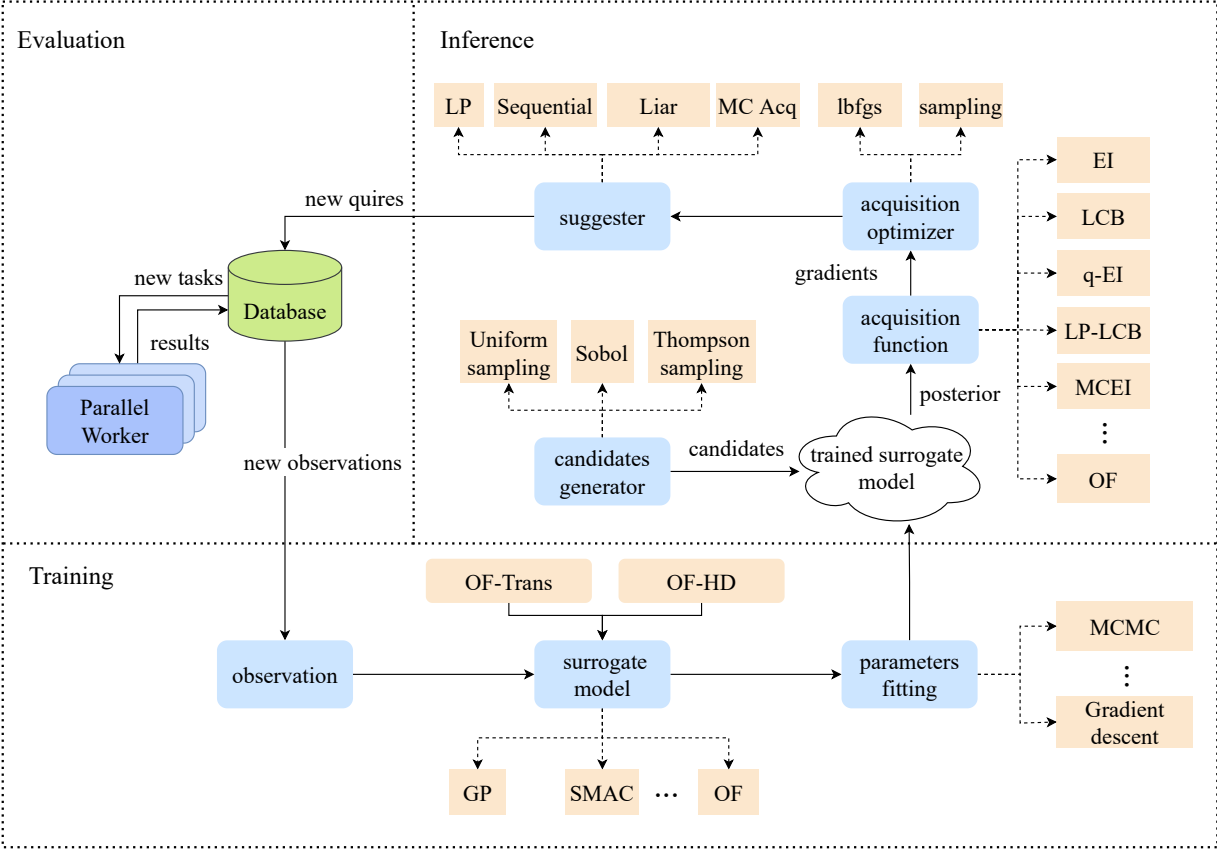 Evaluation
Inference
LP
Sequential
Liar
MC Acq
lbfgs
sampling
EI
LCB
q-EI
LP-LCB
MCEI
⋮
OF
new quires
suggester
acquisition
optimizer
gradients
acquisition
function
posterior
new tasks
Database
results
Parallel
Worker
new observations
Uniform
sampling
Sobol
Thompson
sampling
candidates
generator
candidates
trained surrogate
model
Training
OF-Trans
OF-HD
observation
surrogate
model
parameters
fitting
MCMC
⋮
Gradient
descent
GP
SMAC
...
OF